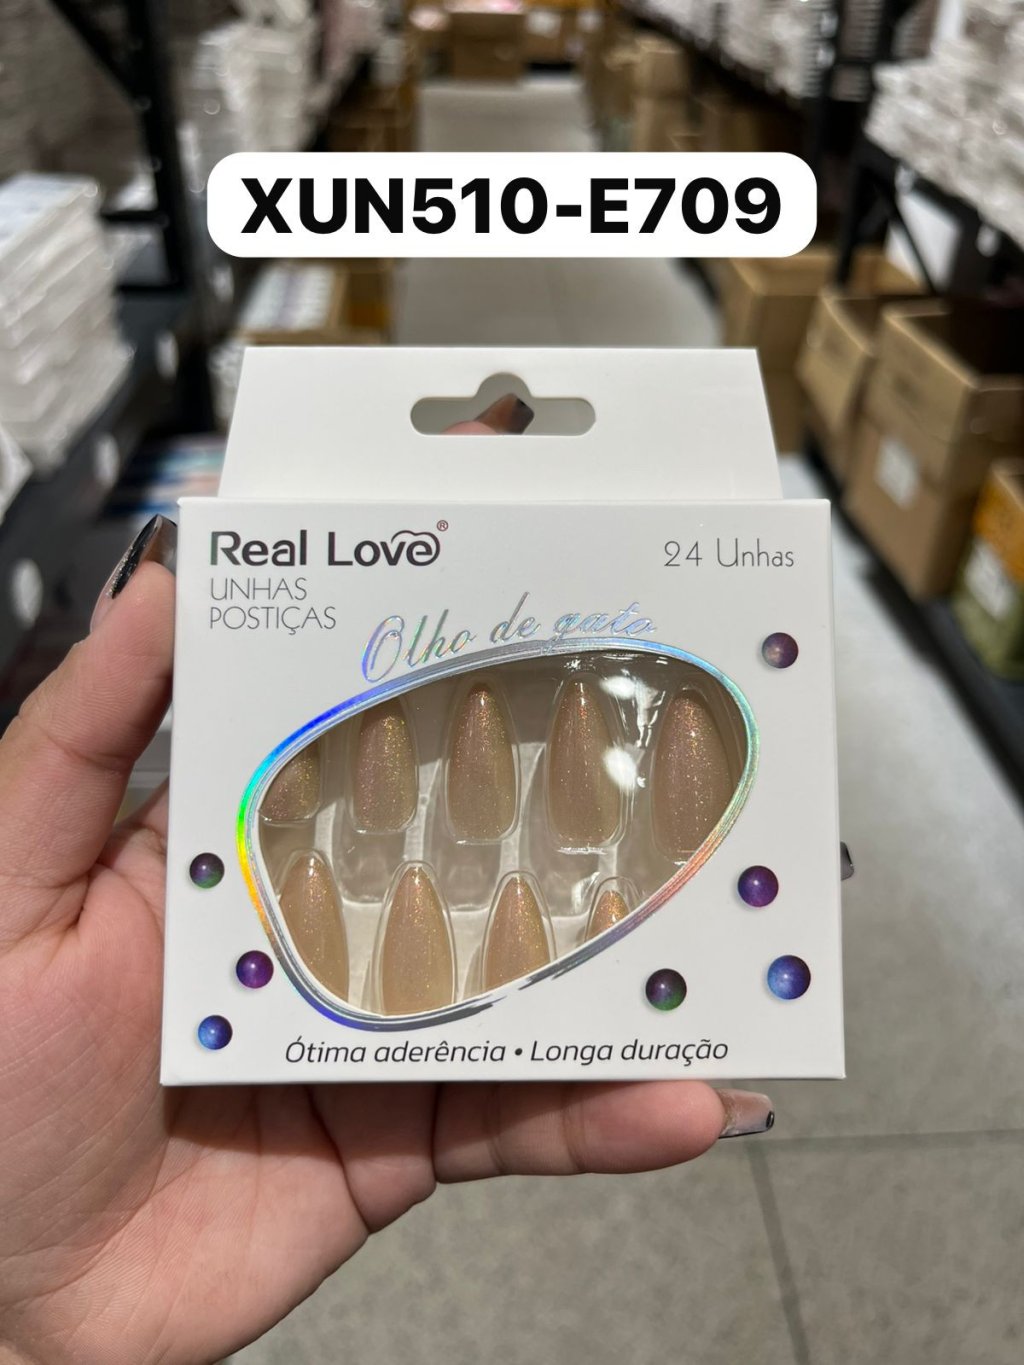 XUN510-E709
Real Love®
24 Unhas
UNHAS
POSTIÇAS
Olho de gato
Ótima aderência • Longa duração